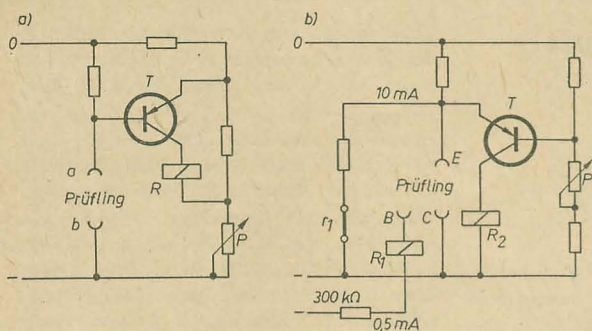 a)
0
T
a
Prüfling
b
R
P
–
b)
0
10 mA
T
E
Prüfling
B
C
P
r1
R1
R2
–
300 kΩ
–
0,5 mA